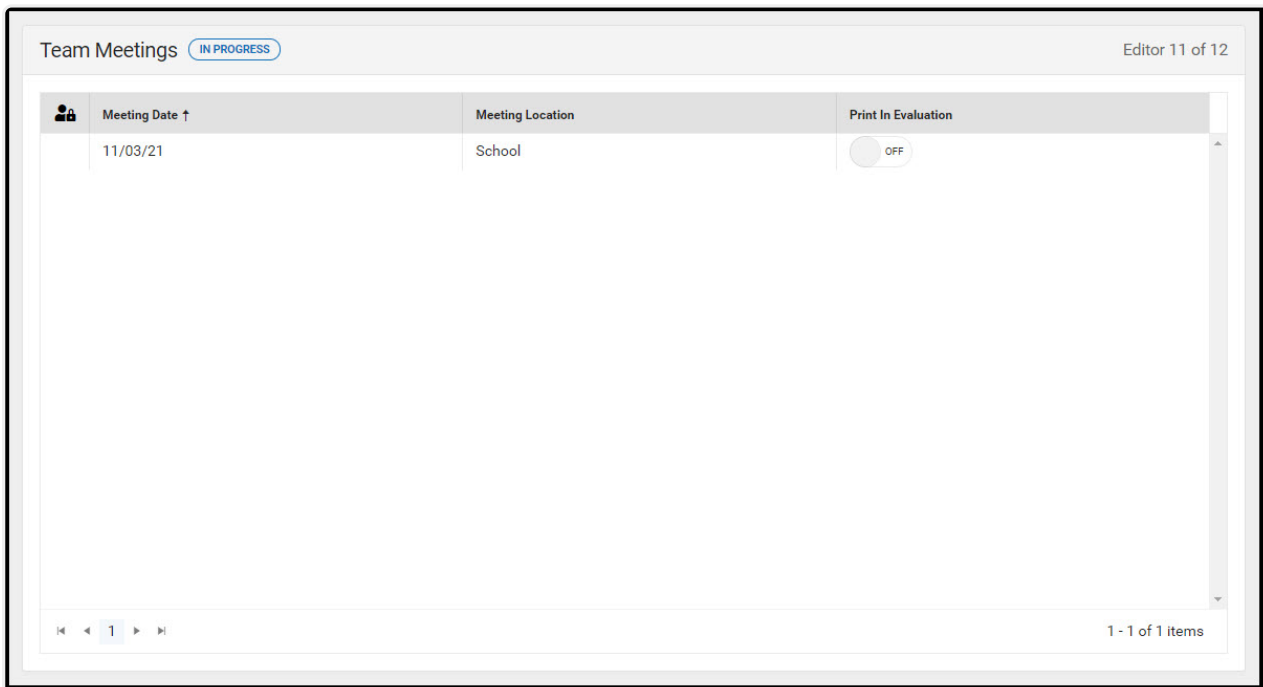 Team Meetings IN PROGRESS Editor 11 of 12
Meeting Date ↑ Meeting Location Print In Evaluation
11/03/21 School OFF
1 1 - 1 of 1 items